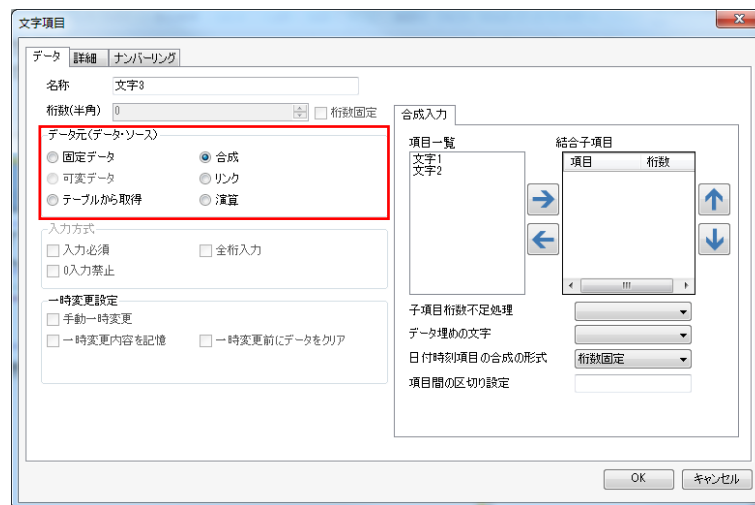 文字項目
データ 詳細 ナンバーリング
名称 文字3
桁数(半角) 0 桁数固定
データ元(データ・ソース)
固定データ 合成
可変データ リンク
テーブルから取得 演算
入力方式
入力必須 全桁入力
0入力禁止
一時変更設定
手動一時変更
一時変更内容を記憶 一時変更前にデータをクリア
合成入力
項目一覧 結合子項目
文字1
文字2
項目 桁数
子項目桁数不足処理
データ埋めの文字
日付時刻項目の合成の形式 桁数固定
項目間の区切り設定
OK キャンセル